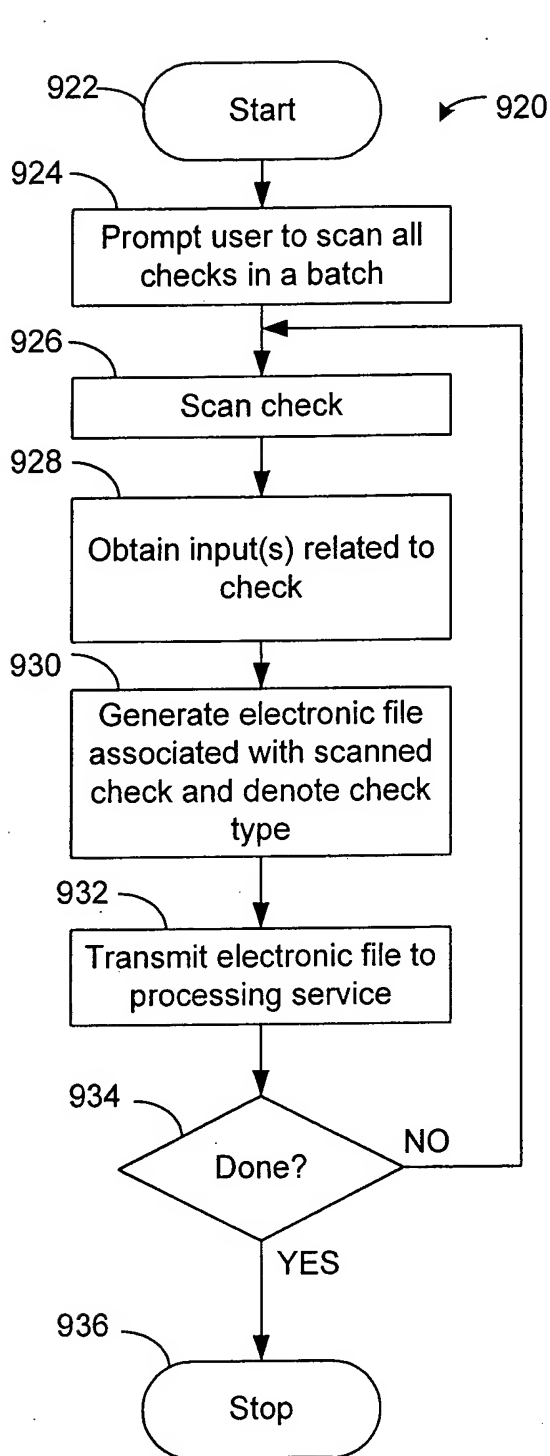 922
Start
920
924
Prompt user to scan all
checks in a batch
926
Scan check
928
Obtain input(s) related to
check
930
Generate electronic file
associated with scanned
check and denote check
type
932
Transmit electronic file to
processing service
934
Done?
NO
YES
936
Stop